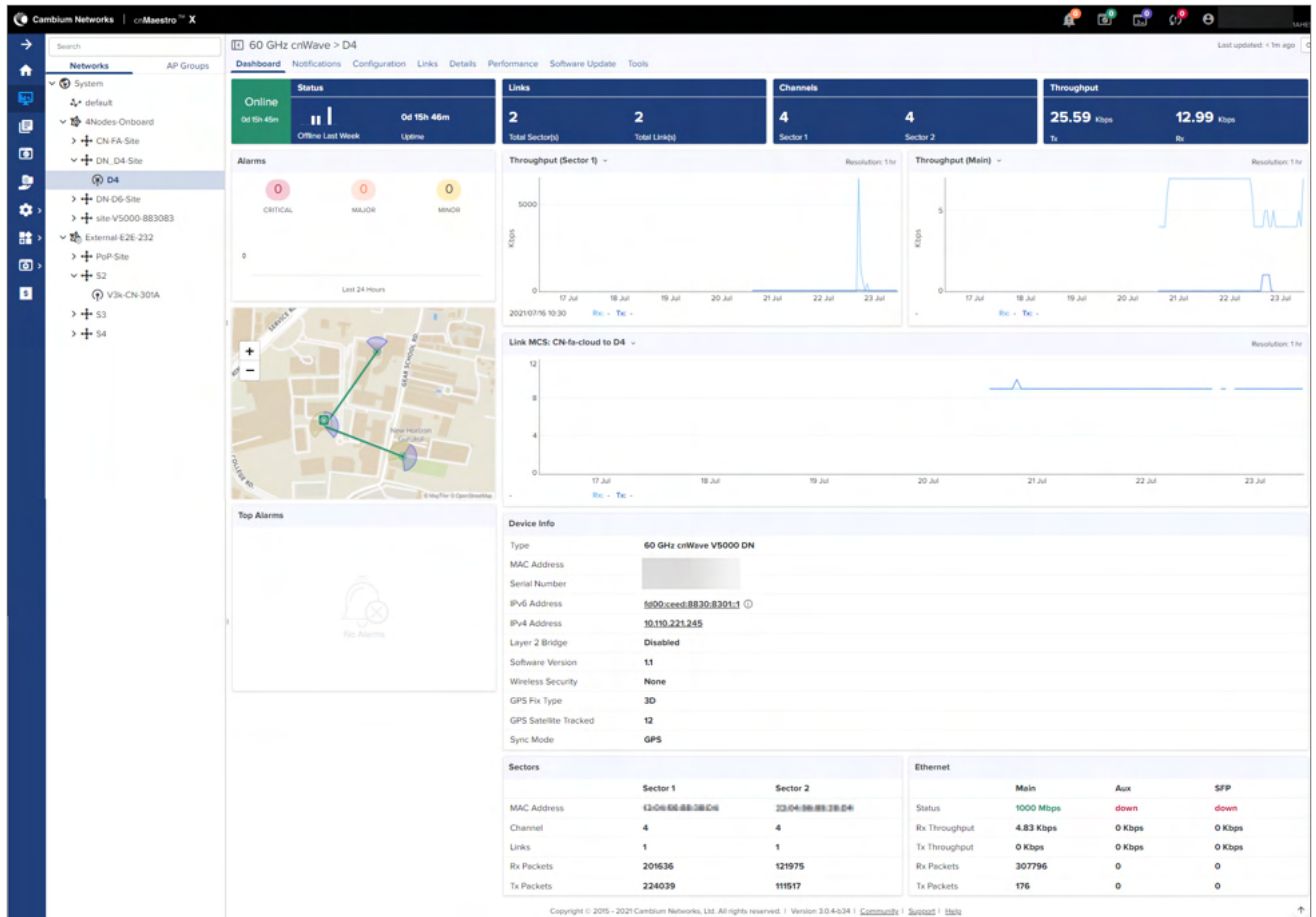 Cambium Networks | cnMaestro™ X
0 0 0 0
Search
Networks AP Groups
System
default
4Nodes-Onboard
CN-FA-Site
DN_D4-Site
D4
DN-D6-Site
site-V5000-883083
External-E2E-232
PoP-Site
S2
V3k-CN-301A
S3
S4
60 GHz cnWave > D4
Last updated: < 1m ago
Dashboard Notifications Configuration Links Details Performance Software Update Tools
Online
0d 15h 45m
Status
0d 15h 46m
Offline Last Week Uptime
Links
2 2
Total Sector(s) Total Link(s)
Channels
4 4
Sector 1 Sector 2
Throughput
25.59 Kbps 12.99 Kbps
Tx Rx
Alarms
0 0 0
CRITICAL MAJOR MINOR
0
Last 24 Hours
Throughput (Sector 1) Resolution: 1 hr
5000
Kbps
0
17 Jul 18 Jul 19 Jul 20 Jul 21 Jul 22 Jul 23 Jul
2021/07/16 10:30 Rx: - Tx: -
Throughput (Main) Resolution: 1 hr
5
Kbps
0
17 Jul 18 Jul 19 Jul 20 Jul 21 Jul 22 Jul 23 Jul
- Rx: - Tx: -
+
−
SERVICE R
GEAR SCHOOL RD.
New Horizon
Gurukul
COLLEGE RD.
© MapTiler © OpenStreetMap
Link MCS: CN-fa-cloud to D4 Resolution: 1 hr
12
8
4
0
17 Jul 18 Jul 19 Jul 20 Jul 21 Jul 22 Jul 23 Jul
- Rx: - Tx: -
Top Alarms
No Alarms
Device Info
Type 60 GHz cnWave V5000 DN
MAC Address
Serial Number
IPv6 Address fd00:ceed:8830:8301::1
IPv4 Address 10.110.221.245
Layer 2 Bridge Disabled
Software Version 1.1
Wireless Security None
GPS Fix Type 3D
GPS Satellite Tracked 12
Sync Mode GPS
Sectors
Sector 1 Sector 2
MAC Address
Channel 4 4
Links 1 1
Rx Packets 201636 121975
Tx Packets 224039 111517
Ethernet
Main Aux SFP
Status 1000 Mbps down down
Rx Throughput 4.83 Kbps 0 Kbps 0 Kbps
Tx Throughput 0 Kbps 0 Kbps 0 Kbps
Rx Packets 307796 0 0
Tx Packets 176 0 0
Copyright © 2015 - 2021 Cambium Networks, Ltd. All rights reserved. | Version 3.0.4-b34 | Community | Support | Help